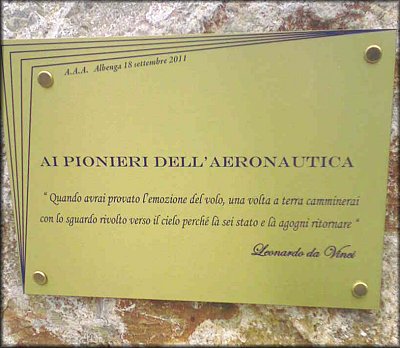 A.A.A. Albenga 18 settembre 2011
AI PIONIERI DELL'AERONAUTICA
" Quando avrai provato l'emozione del volo, una volta a terra camminerai
con lo sguardo rivolto verso il cielo perché là sei stato e là agogni ritornare "
Leonardo da Vinci